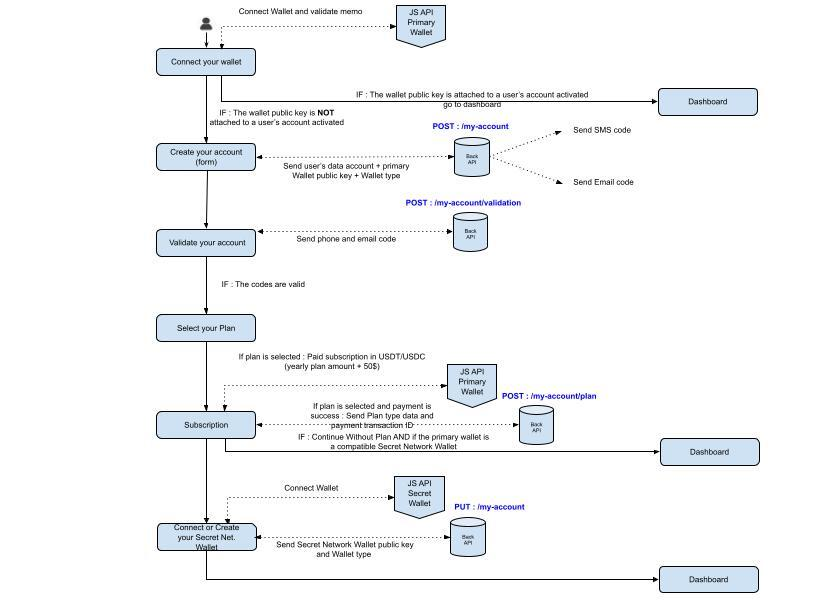 Connect Wallet and validate memo
JS API
Primary
Wallet
Connect your wallet
IF : The wallet public key is attached to a user's account activated
go to dashboard
Dashboard
IF : The wallet public key is NOT
attached to a user's account activated
POST : /my-account
Send SMS code
Create your account
(form)
Back
API
Send user's data account + primary
Wallet public key + Wallet type
Send Email code
POST : /my-account/validation
Validate your account
Send phone and email code
Back
API
IF : The codes are valid
Select your Plan
If plan is selected : Paid subscription in USDT/USDC
(yearly plan amount + 50$)
JS API
Primary
Wallet
POST : /my-account/plan
If plan is selected and payment is
success : Send Plan type data and
payment transaction ID
Back
API
Subscription
IF : Continue Without Plan AND if the primary wallet is
a compatible Secret Network Wallet
Dashboard
Connect Wallet
JS API
Secret
Wallet
PUT : /my-account
Connect or Create
your Secret Net.
Wallet
Back
API
Send Secret Network Wallet public key
and Wallet type
Dashboard